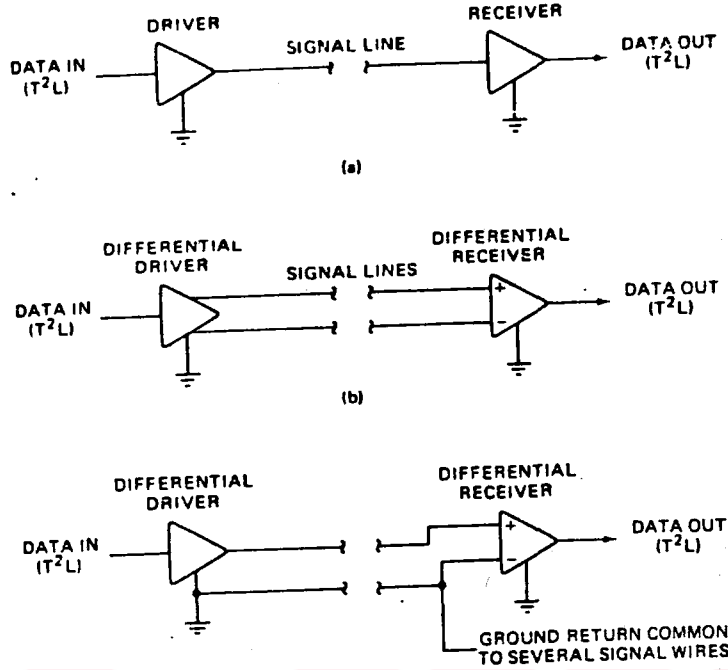 DRIVER
RECEIVER
SIGNAL LINE
DATA IN
(T²L)
DATA OUT
(T²L)
(a)
DIFFERENTIAL
DRIVER
DIFFERENTIAL
RECEIVER
SIGNAL LINES
DATA IN
(T²L)
+
−
DATA OUT
(T²L)
(b)
DIFFERENTIAL
DRIVER
DIFFERENTIAL
RECEIVER
DATA IN
(T²L)
+
−
DATA OUT
(T²L)
GROUND RETURN COMMON
TO SEVERAL SIGNAL WIRES